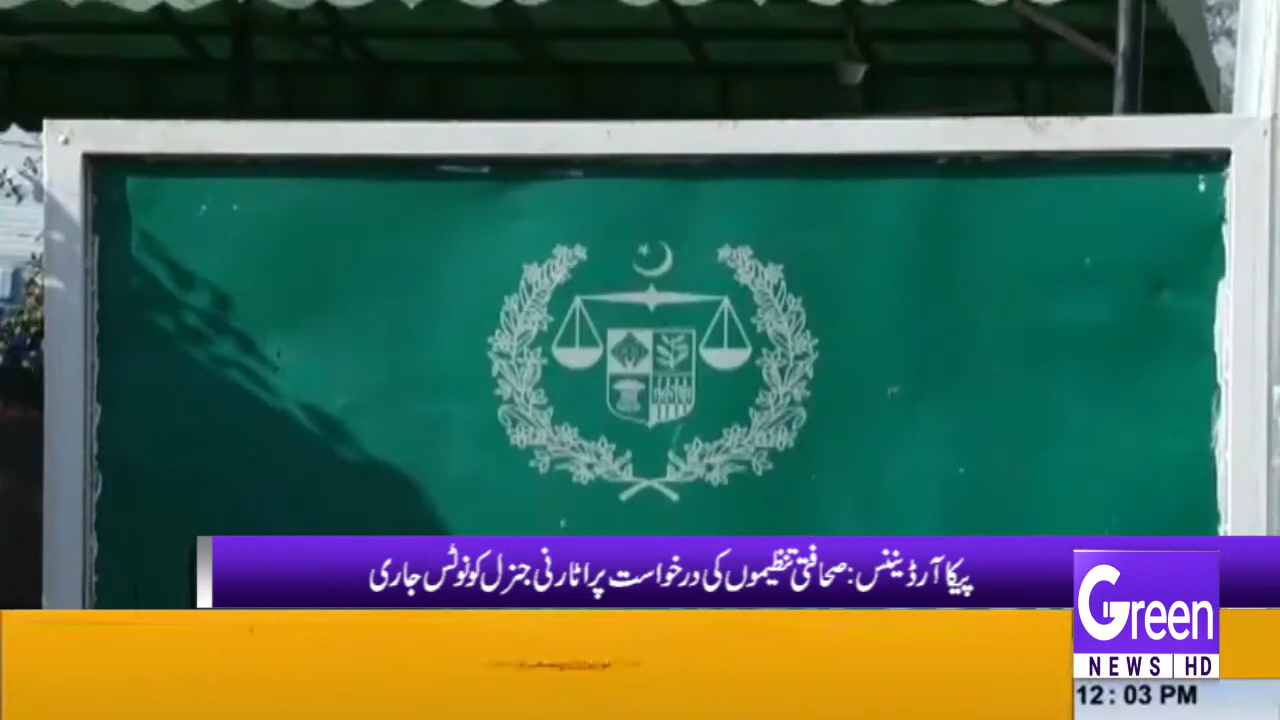 پیکا آرڈیننس: صحافتی تنظیموں کی درخواست پر اٹارنی جنرل کو نوٹس جاری
Green
NEWS HD
12:03 PM